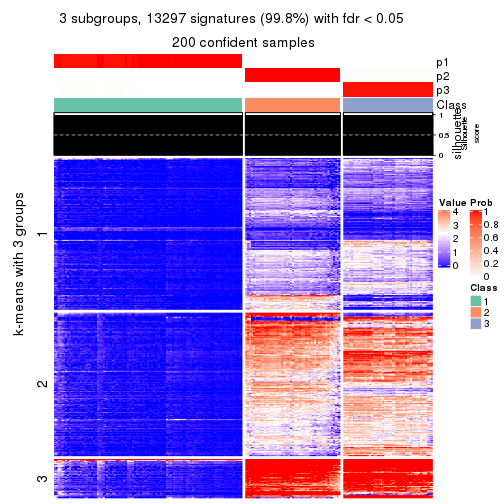 3 subgroups, 13297 signatures (99.8%) with fdr < 0.05
200 confident samples
p1
p2
p3
Class
1
0.5
0
silhouette
Silhouette
score
k-means with 3 groups
1
2
3
Value
4
3
2
1
0
Prob
1
0.8
0.6
0.4
0.2
0
Class
1
2
3